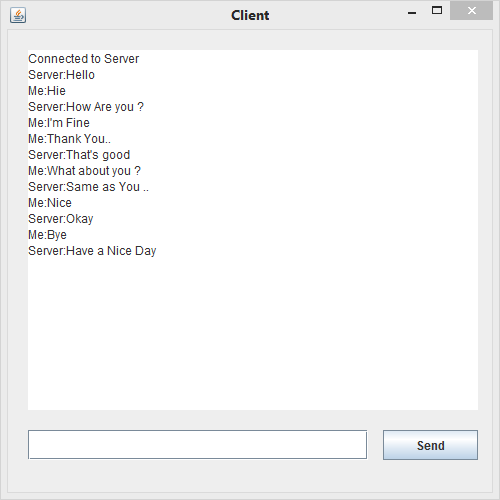 Client
Connected to Server
Server:Hello
Me:Hie
Server:How Are you ?
Me:I'm Fine
Me:Thank You..
Server:That's good
Me:What about you ?
Server:Same as You ..
Me:Nice
Server:Okay
Me:Bye
Server:Have a Nice Day
Send